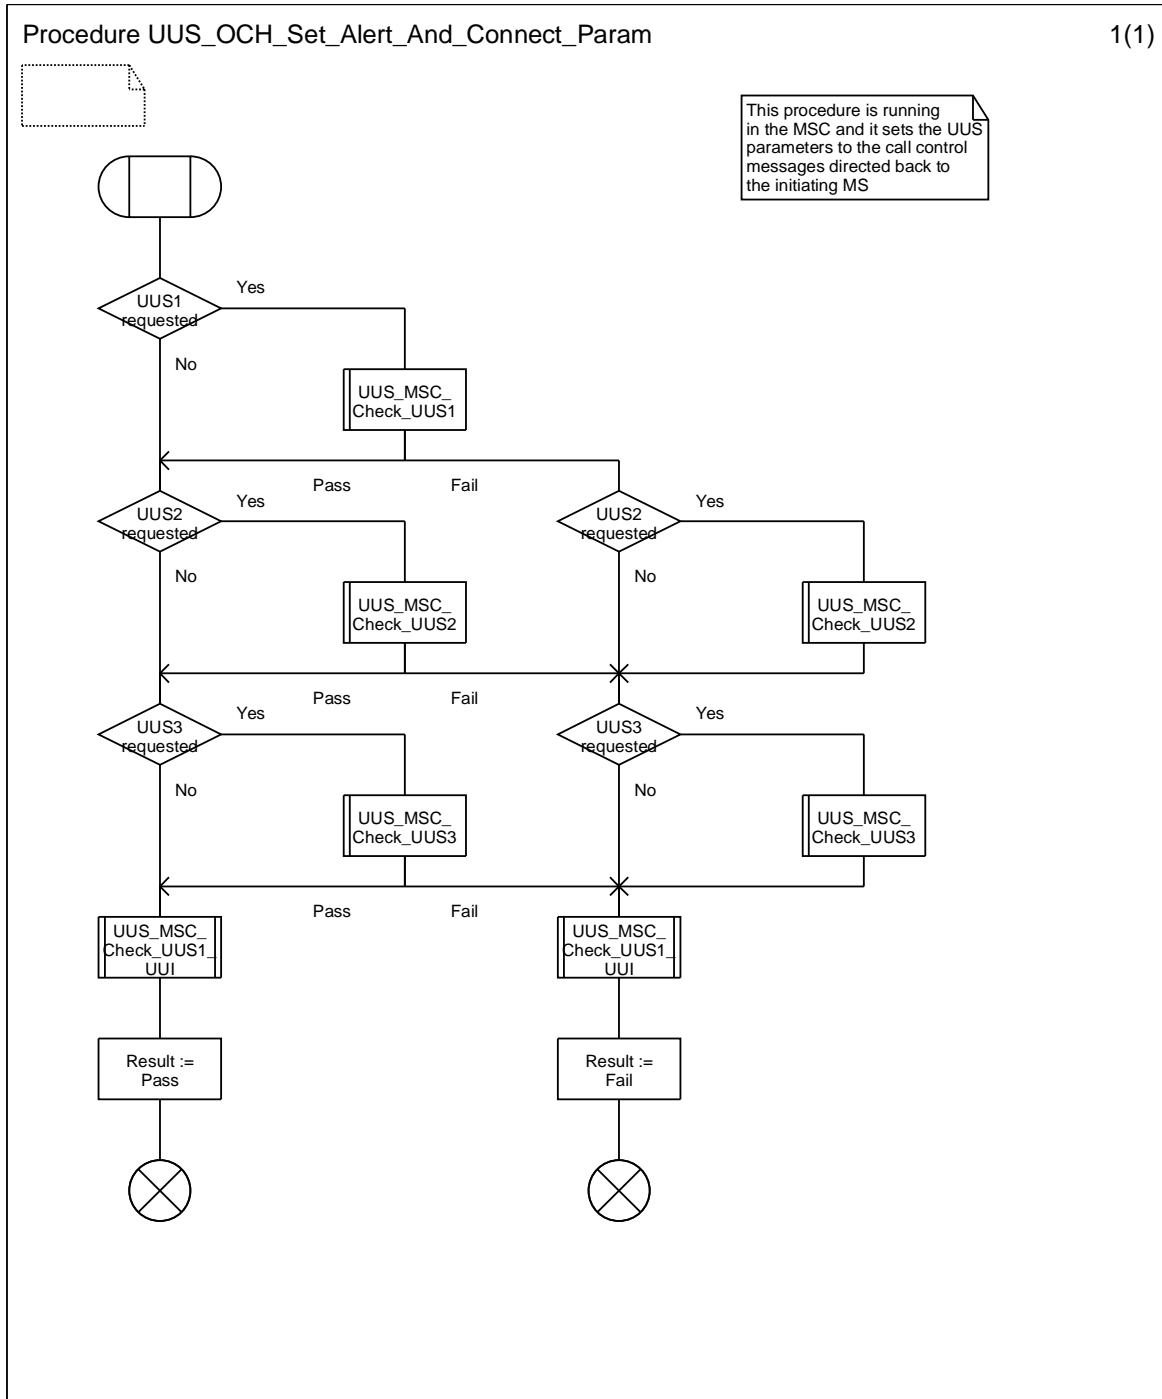 Procedure UUS_OCH_Set_Alert_And_Connect_Param
1(1)
This procedure is running
in the MSC and it sets the UUS
parameters to the call control
messages directed back to
the initiating MS
UUS1
requested
Yes
No
UUS_MSC_
Check_UUS1
Pass
Fail
UUS2
requested
Yes
No
UUS_MSC_
Check_UUS2
UUS2
requested
Yes
No
UUS_MSC_
Check_UUS2
Pass
Fail
UUS3
requested
Yes
No
UUS_MSC_
Check_UUS3
UUS3
requested
Yes
No
UUS_MSC_
Check_UUS3
Pass
Fail
UUS_MSC_
Check_UUS1_
UUI
UUS_MSC_
Check_UUS1_
UUI
Result :=
Pass
Result :=
Fail